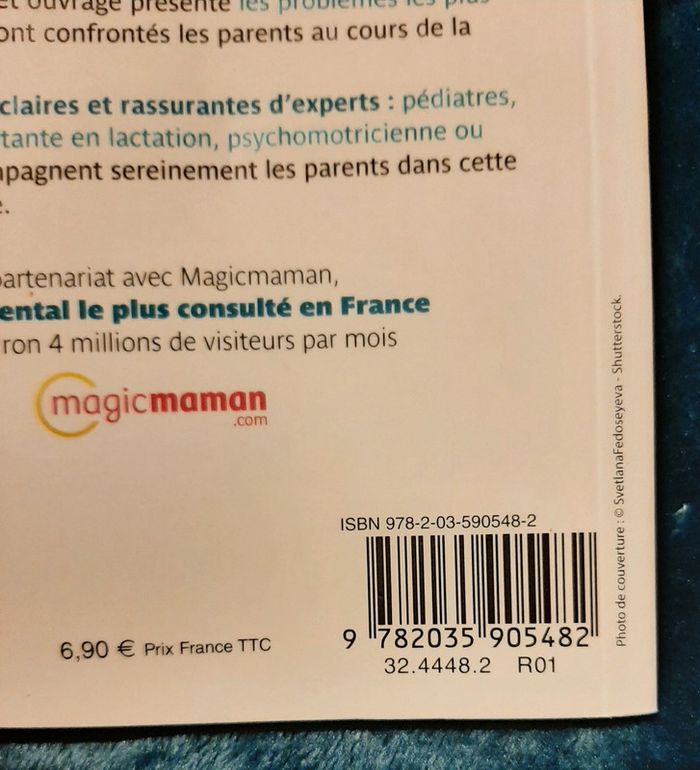 ouvrage présente les problèmes les plus
ont confrontés les parents au cours de la
claires et rassurantes d'experts : pédiatres,
tante en lactation, psychomotricienne ou
pagnent sereinement les parents dans cette
e.
partenariat avec Magicmaman,
ental le plus consulté en France
ron 4 millions de visiteurs par mois
magicmaman
.com
ISBN 978-2-03-590548-2
9 782035 905482
32.4448.2 R01
6,90 € Prix France TTC
Photo de couverture : © SvetlanaFedoseyeva - Shutterstock.